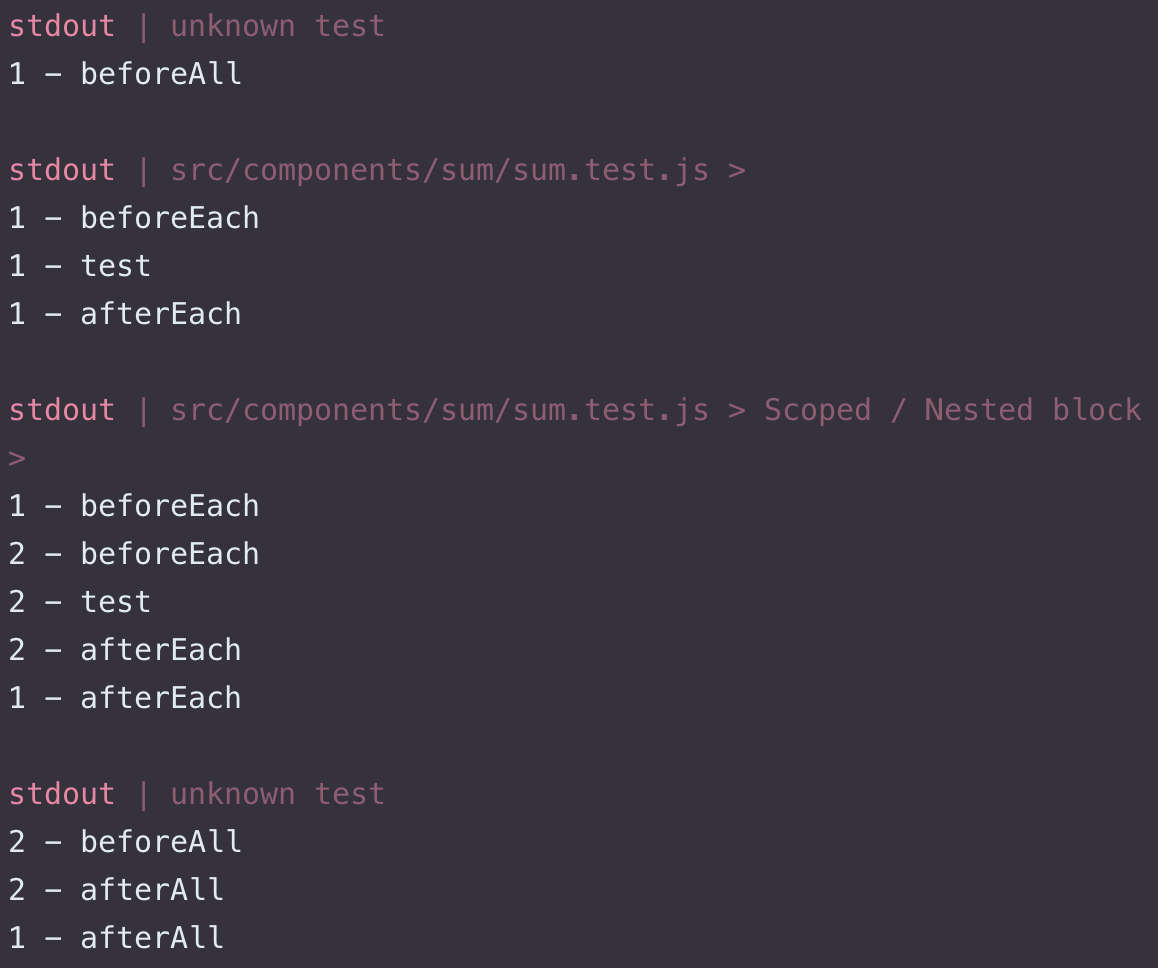 stdout | unknown test
1 - beforeAll
stdout | src/components/sum/sum.test.js >
1 - beforeEach
1 - test
1 - afterEach
stdout | src/components/sum/sum.test.js > Scoped / Nested block
>
1 - beforeEach
2 - beforeEach
2 - test
2 - afterEach
1 - afterEach
stdout | unknown test
2 - beforeAll
2 - afterAll
1 - afterAll